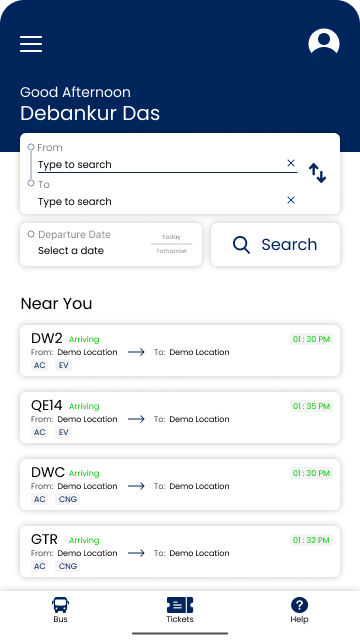 Good Afternoon
Debankur Das
From
Type to search
To
Type to search
Departure Date
Select a date
Today
Tomorrow
Search
Near You
DW2 Arriving 01 : 30 PM
From: Demo Location To: Demo Location
AC EV
QE14 Arriving 01 : 35 PM
From: Demo Location To: Demo Location
AC EV
DWC Arriving 01 : 30 PM
From: Demo Location To: Demo Location
AC CNG
GTR Arriving 01 : 32 PM
From: Demo Location To: Demo Location
AC CNG
Bus Tickets Help